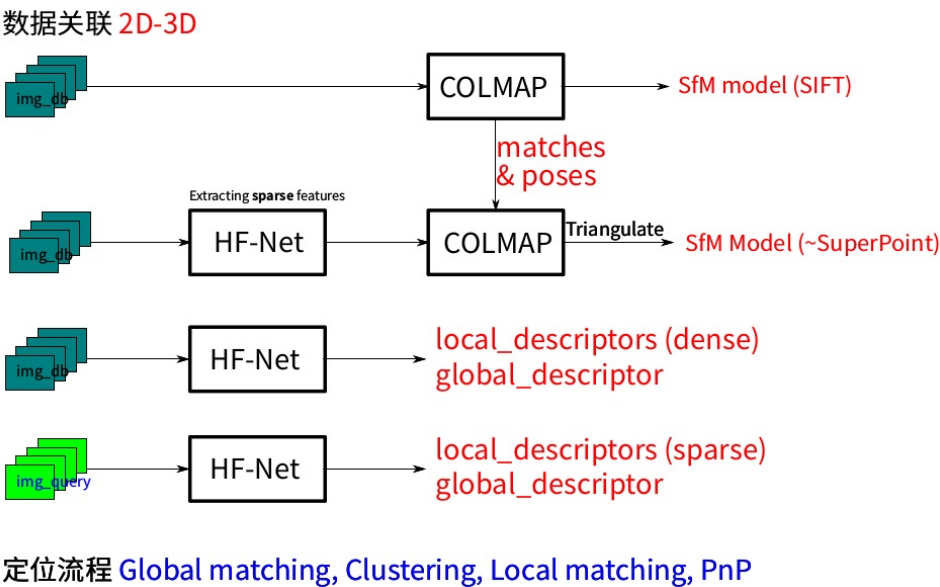 数据关联 2D-3D
img_db
COLMAP
SfM model (SIFT)
matches
& poses
Extracting sparse features
img_db
HF-Net
COLMAP
Triangulate
SfM Model (~SuperPoint)
img_db
HF-Net
local_descriptors (dense)
global_descriptor
img_query
HF-Net
local_descriptors (sparse)
global_descriptor
定位流程 Global matching, Clustering, Local matching, PnP